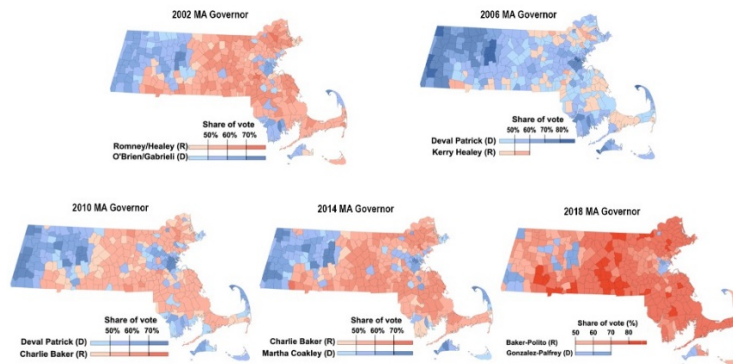 2002 MA Governor
Share of vote
50% 60% 70%
Romney/Healey (R)
O'Brien/Gabrieli (D)
2006 MA Governor
Share of vote
50% 60% 70% 80%
Deval Patrick (D)
Kerry Healey (R)
2010 MA Governor
Share of vote
50% 60% 70%
Deval Patrick (D)
Charlie Baker (R)
2014 MA Governor
Share of vote
50% 60% 70%
Charlie Baker (R)
Martha Coakley (D)
2018 MA Governor
Share of vote (%)
50 60 70 80
Baker-Polito (R)
Gonzalez-Palfrey (D)